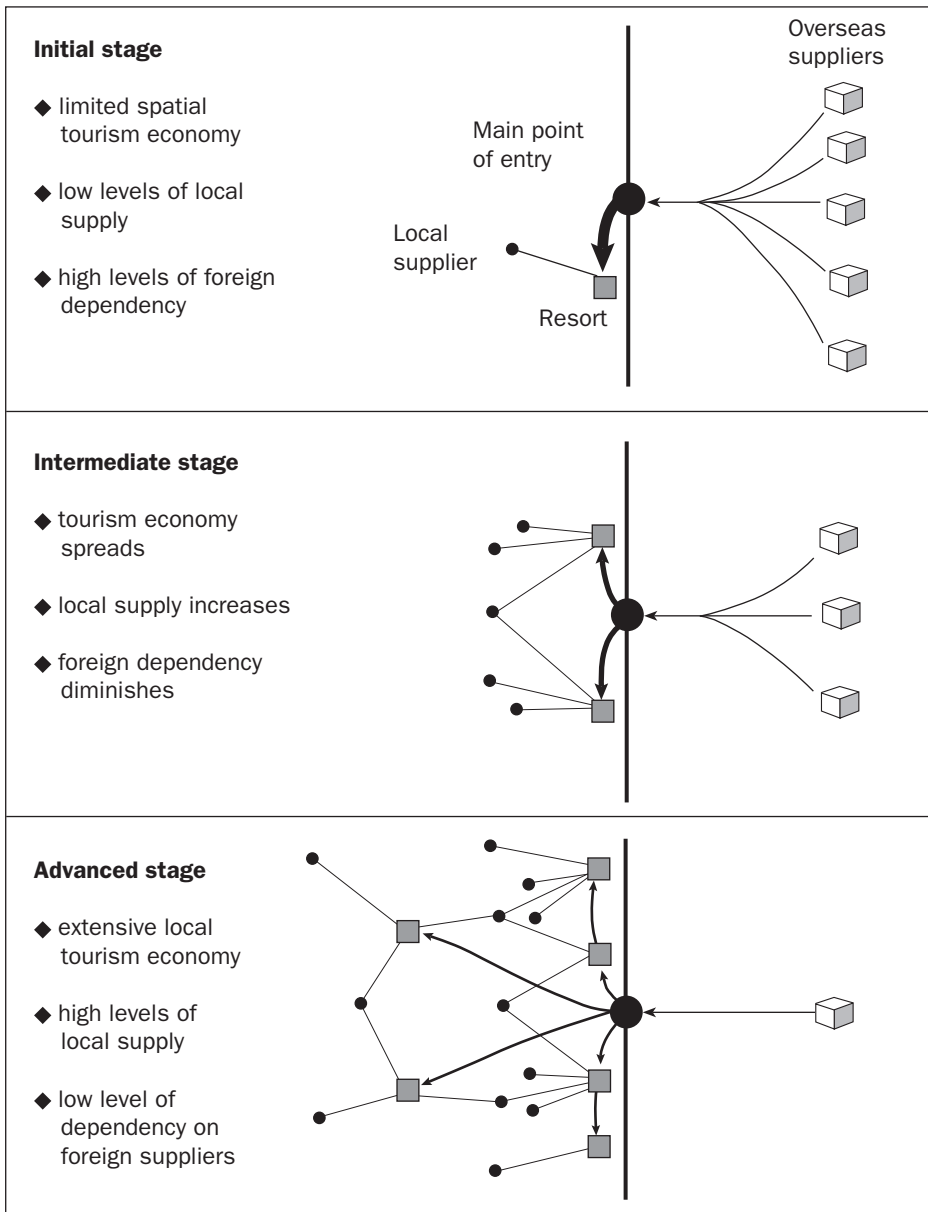 Initial stage
◆ limited spatial
tourism economy
◆ low levels of local
supply
◆ high levels of foreign
dependency
Overseas
suppliers
Main point
of entry
Local
supplier
Resort
Intermediate stage
◆ tourism economy
spreads
◆ local supply increases
◆ foreign dependency
diminishes
Advanced stage
◆ extensive local
tourism economy
◆ high levels of
local supply
◆ low level of
dependency on
foreign suppliers